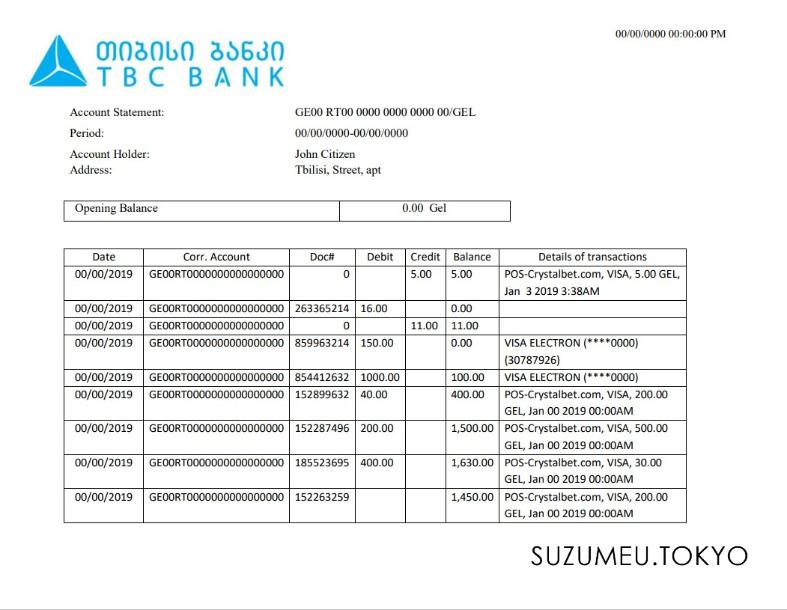 00/00/0000 00:00:00 PM
თიბისი ბანკი
TBC BANK
Account Statement: GE00 RT00 0000 0000 0000 00/GEL
Period: 00/00/0000-00/00/0000
Account Holder: John Citizen
Address: Tbilisi, Street, apt
Opening Balance 0.00 Gel
Date Corr. Account Doc# Debit Credit Balance Details of transactions
00/00/2019 GE00RT0000000000000000 0 5.00 5.00 POS-Crystalbet.com, VISA, 5.00 GEL,
Jan 3 2019 3:38AM
00/00/2019 GE00RT0000000000000000 263365214 16.00 0.00
00/00/2019 GE00RT0000000000000000 0 11.00 11.00
00/00/2019 GE00RT0000000000000000 859963214 150.00 0.00 VISA ELECTRON (****0000)
(30787926)
00/00/2019 GE00RT0000000000000000 854412632 1000.00 100.00 VISA ELECTRON (****0000)
00/00/2019 GE00RT0000000000000000 152899632 40.00 400.00 POS-Crystalbet.com, VISA, 200.00
GEL, Jan 00 2019 00:00AM
00/00/2019 GE00RT0000000000000000 152287496 200.00 1,500.00 POS-Crystalbet.com, VISA, 500.00
GEL, Jan 00 2019 00:00AM
00/00/2019 GE00RT0000000000000000 185523695 400.00 1,630.00 POS-Crystalbet.com, VISA, 30.00
GEL, Jan 00 2019 00:00AM
00/00/2019 GE00RT0000000000000000 152263259 1,450.00 POS-Crystalbet.com, VISA, 200.00
GEL, Jan 00 2019 00:00AM
SUZUMEU.TOKYO